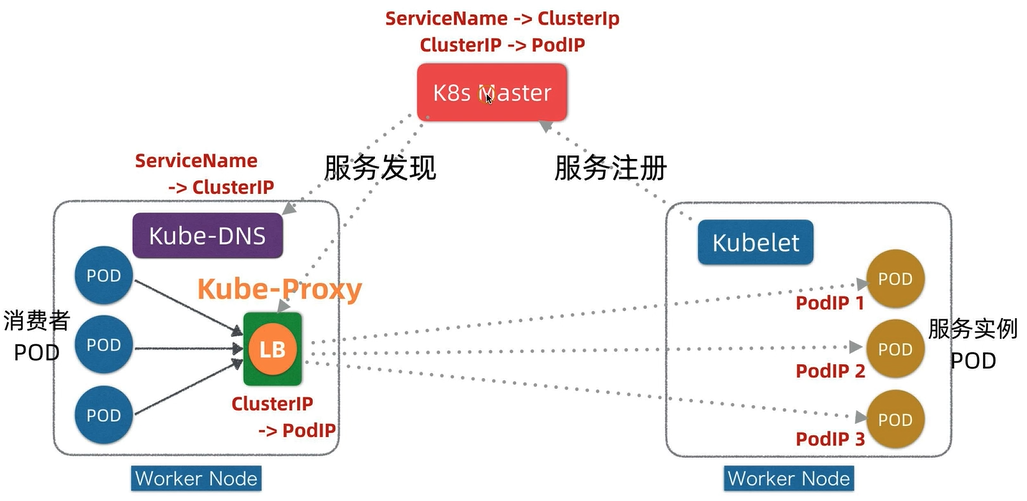 ServiceName -> ClusterIp
ClusterIP -> PodIP
K8s Master
服务发现
服务注册
ServiceName
-> ClusterIP
Kube-DNS
Kube-Proxy
消费者
POD
POD
POD
POD
LB
ClusterIP
-> PodIP
Worker Node
Kubelet
PodIP 1
PodIP 2
PodIP 3
POD
POD
POD
服务实例
POD
Worker Node